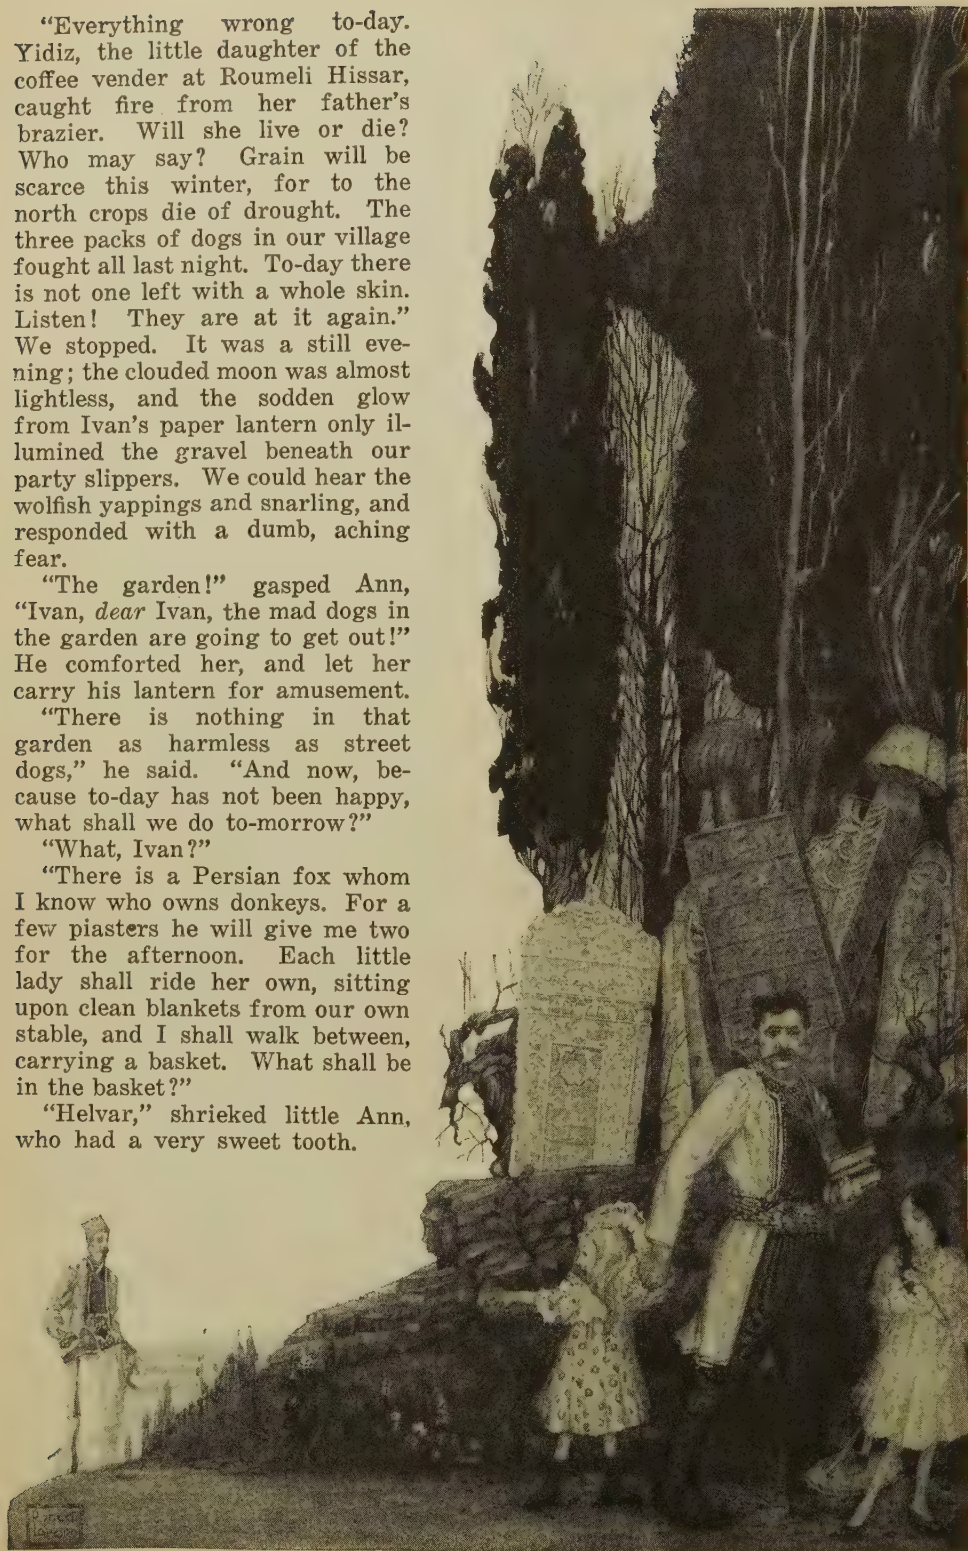 “Everything wrong to-day.
Yidiz, the little daughter of the
coffee vender at Roumeli Hissar,
caught fire from her father’s
brazier. Will she live or die?
Who may say? Grain will be
scarce this winter, for to the
north crops die of drought. The
three packs of dogs in our village
fought all last night. To-day there
is not one left with a whole skin.
Listen! They are at it again.”
We stopped. It was a still eve-
ning; the clouded moon was almost
lightless, and the sodden glow
from Ivan’s paper lantern only il-
lumined the gravel beneath our
party slippers. We could hear the
wolfish yappings and snarling, and
responded with a dumb, aching
fear.
“The garden!” gasped Ann,
“Ivan, dear Ivan, the mad dogs in
the garden are going to get out!”
He comforted her, and let her
carry his lantern for amusement.
“There is nothing in that
garden as harmless as street
dogs,” he said. “And now, be-
cause to-day has not been happy,
what shall we do to-morrow?”
“What, Ivan?”
“There is a Persian fox whom
I know who owns donkeys. For a
few piasters he will give me two
for the afternoon. Each little
lady shall ride her own, sitting
upon clean blankets from our own
stable, and I shall walk between,
carrying a basket. What shall be
in the basket?”
“Helvar,” shrieked little Ann,
who had a very sweet tooth.